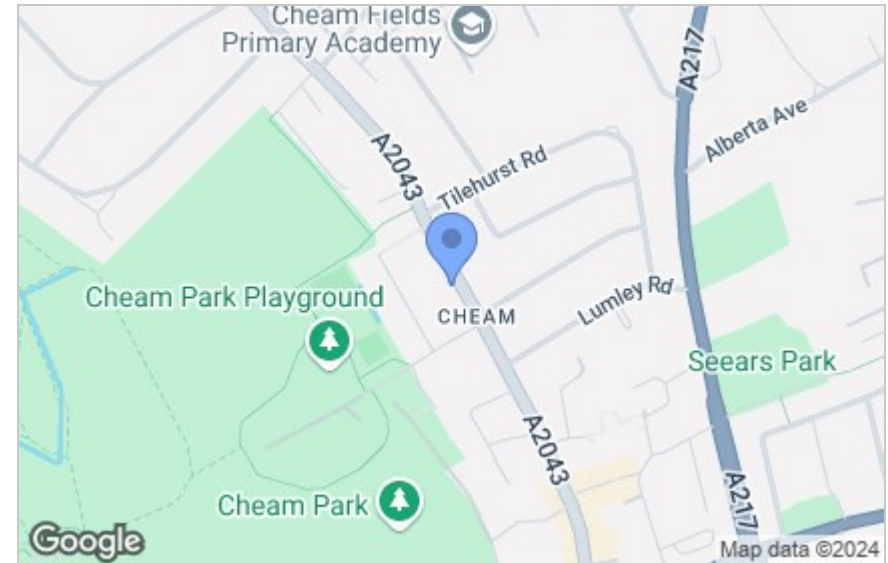 Cheam Fields
Primary Academy
A217
Alberta Ave
A2043
Tilehurst Rd
Cheam Park Playground
CHEAM
Lumley Rd
Seears Park
A2043
Cheam Park
A217
Google
Map data ©2024